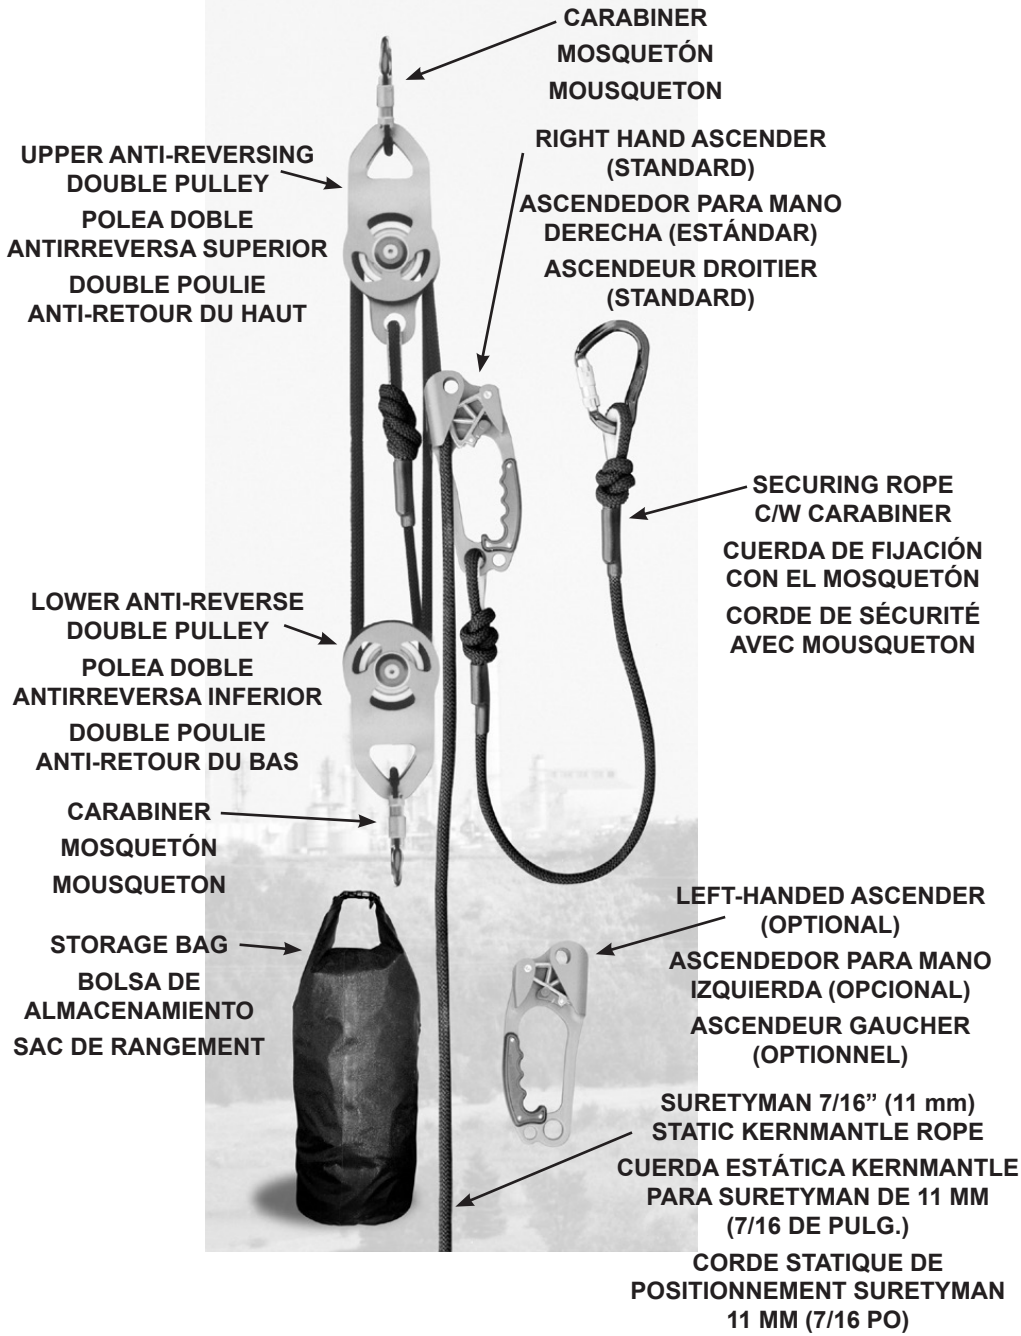 CARABINER
MOSQUETÓN
MOUSQUETON
RIGHT HAND ASCENDER
(STANDARD)
ASCENDEDOR PARA MANO
DERECHA (ESTÁNDAR)
ASCENDEUR DROITIER
(STANDARD)
UPPER ANTI-REVERSING
DOUBLE PULLEY
POLEA DOBLE
ANTIRREVERSA SUPERIOR
DOUBLE POULIE
ANTI-RETOUR DU HAUT
SECURING ROPE
C/W CARABINER
CUERDA DE FIJACIÓN
CON EL MOSQUETÓN
CORDE DE SÉCURITÉ
AVEC MOUSQUETON
LOWER ANTI-REVERSE
DOUBLE PULLEY
POLEA DOBLE
ANTIRREVERSA INFERIOR
DOUBLE POULIE
ANTI-RETOUR DU BAS
CARABINER
MOSQUETÓN
MOUSQUETON
STORAGE BAG
BOLSA DE
ALMACENAMIENTO
SAC DE RANGEMENT
LEFT-HANDED ASCENDER
(OPTIONAL)
ASCENDEDOR PARA MANO
IZQUIERDA (OPCIONAL)
ASCENDEUR GAUCHER
(OPTIONNEL)
SURETYMAN 7/16” (11 mm)
STATIC KERNMANTLE ROPE
CUERDA ESTÁTICA KERNMANTLE
PARA SURETYMAN DE 11 MM
(7/16 DE PULG.)
CORDE STATIQUE DE
POSITIONNEMENT SURETYMAN
11 MM (7/16 PO)